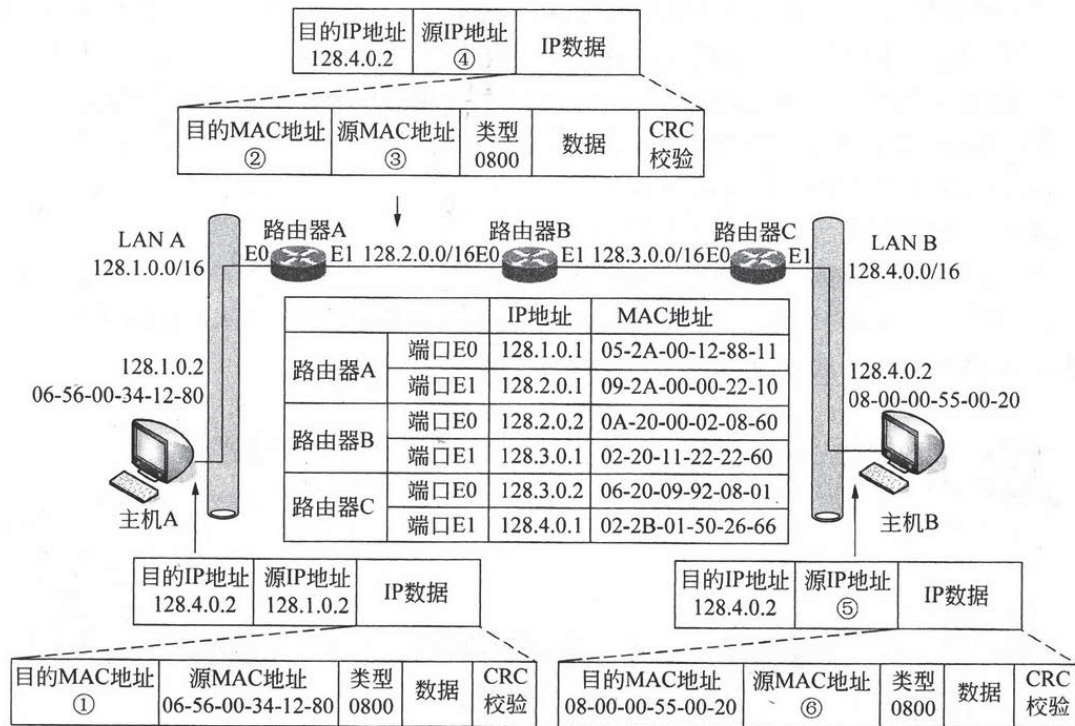 目的IP地址 源IP地址 IP数据
128.4.0.2 ④
目的MAC地址 源MAC地址 类型 数据 CRC
② ③ 0800 校验
LAN A 路由器A 路由器B 路由器C LAN B
128.1.0.0/16 E0 E1 128.2.0.0/16 E0 E1 128.3.0.0/16 E0 E1 128.4.0.0/16
IP地址 MAC地址
路由器A 端口E0 128.1.0.1 05-2A-00-12-88-11
端口E1 128.2.0.1 09-2A-00-00-22-10
路由器B 端口E0 128.2.0.2 0A-20-00-02-08-60
端口E1 128.3.0.1 02-20-11-22-22-60
路由器C 端口E0 128.3.0.2 06-20-09-92-08-01
端口E1 128.4.0.1 02-2B-01-50-26-66
128.1.0.2
06-56-00-34-12-80
主机A
128.4.0.2
08-00-00-55-00-20
主机B
目的IP地址 源IP地址 IP数据
128.4.0.2 128.1.0.2
目的MAC地址 源MAC地址 类型 数据 CRC
① 06-56-00-34-12-80 0800 校验
目的IP地址 源IP地址 IP数据
128.4.0.2 ⑤
目的MAC地址 源MAC地址 类型 数据 CRC
08-00-00-55-00-20 ⑥ 0800 校验